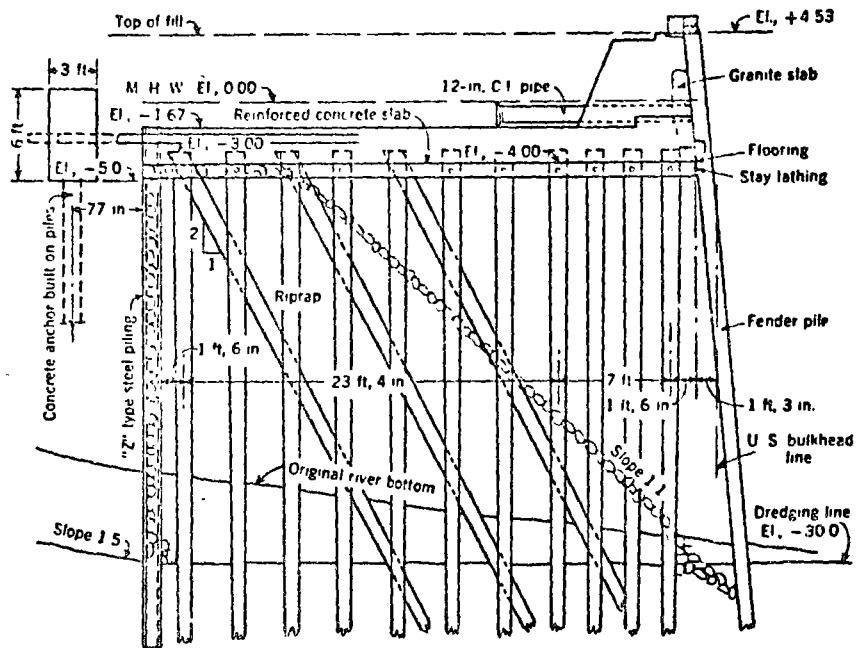 Top of fill
El., +4.53
3 ft
M H W El, 0.00
12-in. C I pipe
Granite slab
El, -1.67
Reinforced concrete slab
6 ft
El, -3.00
El, -4.00
Flooring
El, -5.0
Stay lathing
77 in
2
1
Concrete anchor built on piles
"Z" type steel piling
Riprap
Fender pile
1 ft, 6 in
23 ft, 4 in
7 ft
1 ft, 6 in
1 ft, 3 in.
U S bulkhead
line
Original river bottom
Slope 1 1
Slope 1 5
Dredging line
El, -30 0